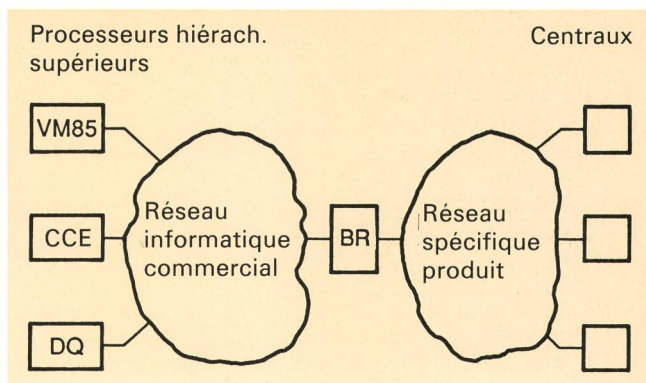 Processeurs hiérach.
supérieurs
Centraux
VM85
CCE
DQ
Réseau
informatique
commercial
BR
Réseau
spécifique
produit